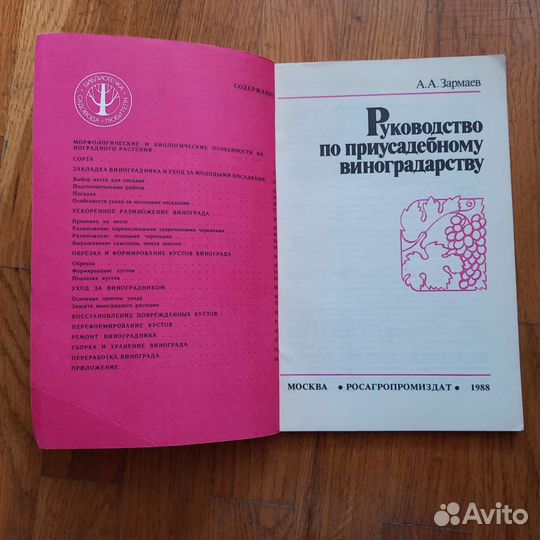 БИБЛИОТЕЧКА
САДОВОДА-ЛЮБИТЕЛЯ
СОДЕРЖАНИЕ
МОРФОЛОГИЧЕСКИЕ И БИОЛОГИЧЕСКИЕ ОСОБЕННОСТИ ВИ-
НОГРАДНОГО РАСТЕНИЯ
СОРТА
ЗАКЛАДКА ВИНОГРАДНИКА И УХОД ЗА МОЛОДЫМИ ПОСАДКАМИ
Выбор места для посадки
Подготовительные работы
Посадка
Особенности ухода за молодыми посадками
УСКОРЕННОЕ РАЗМНОЖЕНИЕ ВИНОГРАДА
Прививка на месте
Размножение одревесневшими укороченными черенками
Размножение зелеными черенками
Выращивание саженцев, минуя школку
ОБРЕЗКА И ФОРМИРОВАНИЕ КУСТОВ ВИНОГРАДА
Обрезка
Формирование кустов
Подвязка кустов
УХОД ЗА ВИНОГРАДНИКОМ
Основные приемы ухода
Защита виноградного растения
ВОССТАНОВЛЕНИЕ ПОВРЕЖДЕННЫХ КУСТОВ
ПЕРЕФОРМИРОВАНИЕ КУСТОВ
РЕМОНТ ВИНОГРАДНИКА
УБОРКА И ХРАНЕНИЕ ВИНОГРАДА
ПЕРЕРАБОТКА ВИНОГРАДА
ПРИЛОЖЕНИЕ
А. А. Зармаев
Руководство
по приусадебному
виноградарству
МОСКВА • РОСАГРОПРОМИЗДАТ • 1988
Avito